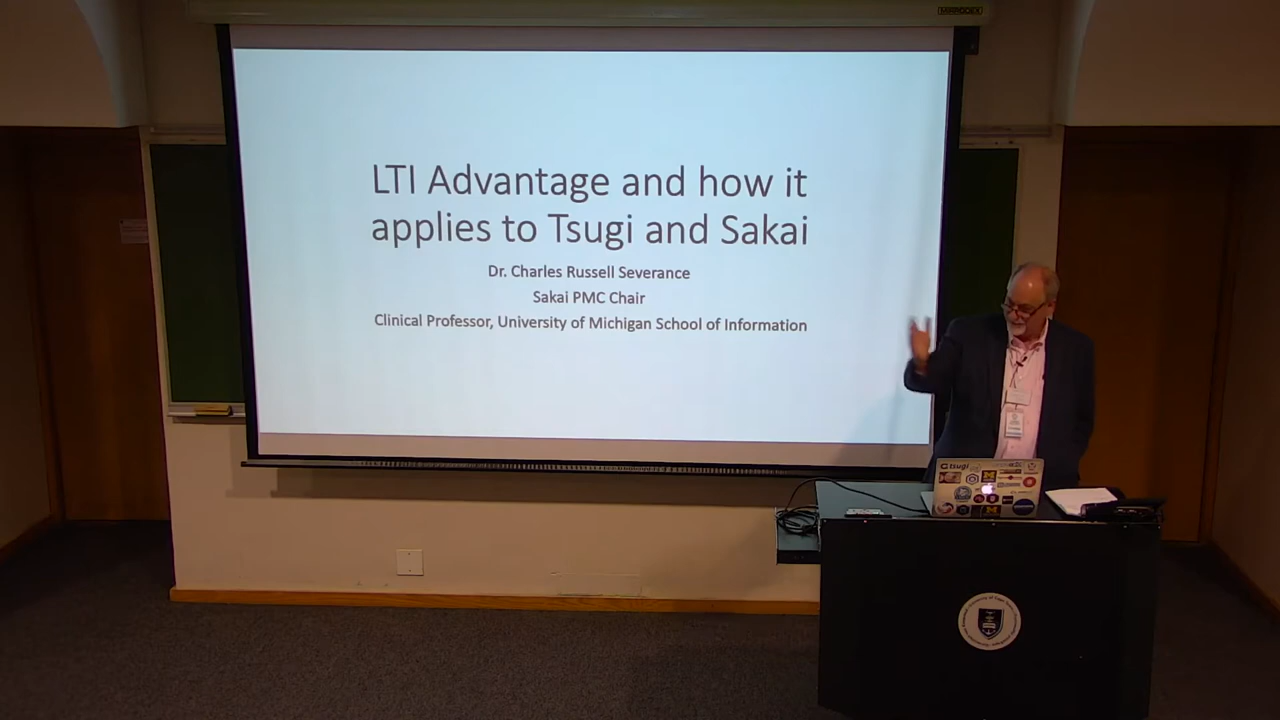 LTI Advantage and how it
applies to Tsugi and Sakai
Dr. Charles Russell Severance
Sakai PMC Chair
Clinical Professor, University of Michigan School of Information
tsugi